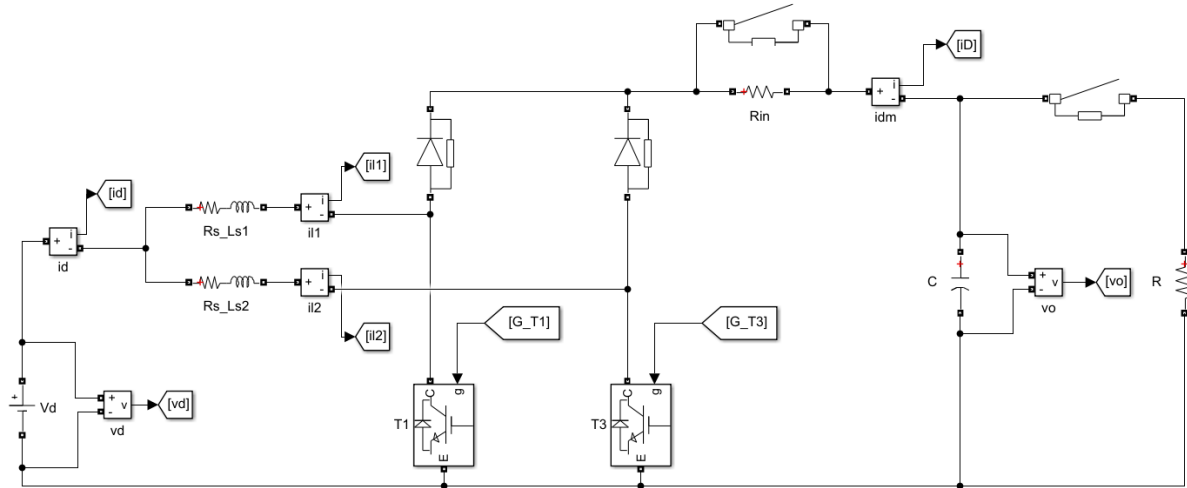 [iD]
+
i
-
Rin
idm
[il1]
[id]
+
i
-
Rs_Ls1
il1
+
i
-
id
+
i
-
Rs_Ls2
il2
[il2]
[G_T1]
[G_T3]
+
C
+
v
-
vo
[vo]
+
R
+
Vd
+
v
-
vd
[vd]
C
g
T1
E
C
g
T3
E